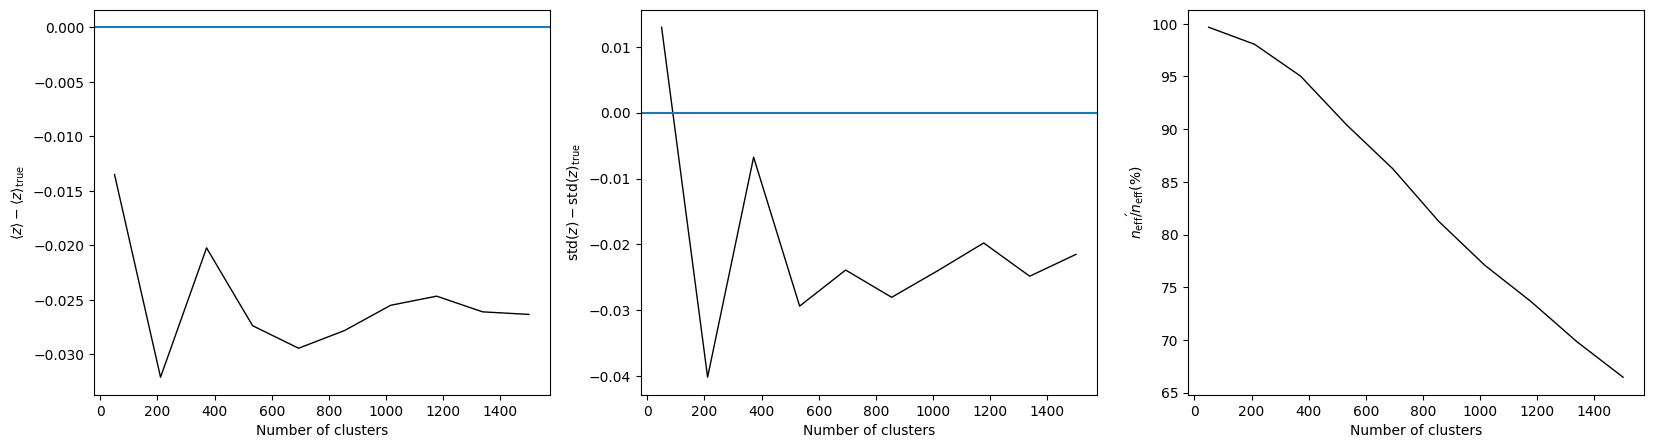 0.000
−0.005
−0.010
−0.015
−0.020
−0.025
−0.030
⟨z⟩ − ⟨z⟩true
0 200 400 600 800 1000 1200 1400
Number of clusters
0.01
0.00
−0.01
−0.02
−0.03
−0.04
std(z) − std(z)true
0 200 400 600 800 1000 1200 1400
Number of clusters
100
95
90
85
80
75
70
65
n′eff/neff(%)
0 200 400 600 800 1000 1200 1400
Number of clusters